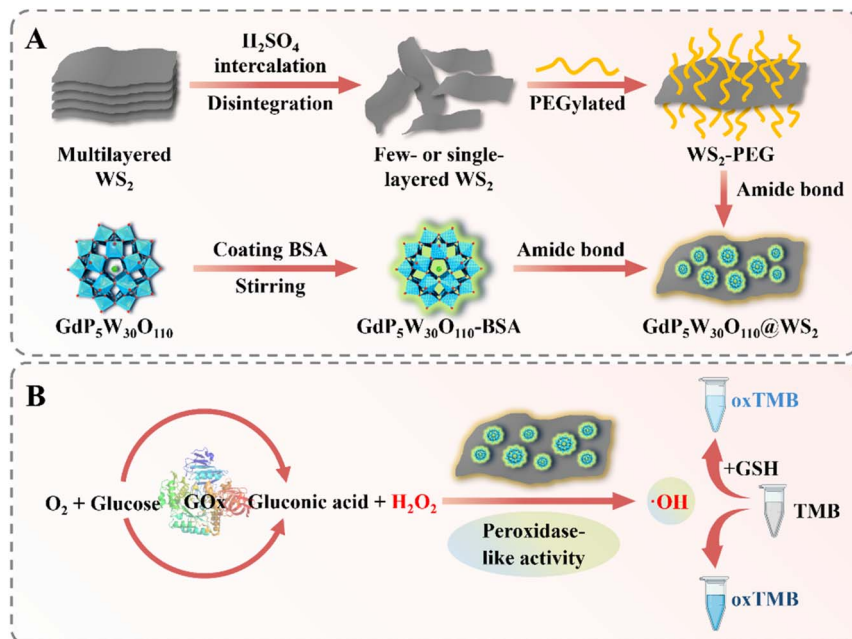 A
H₂SO₄
intercalation
Disintegration
PEGylated
Multilayered
WS₂
Few- or single-
layered WS₂
WS₂-PEG
Amide bond
Coating BSA
Stirring
Amide bond
GdP₅W₃₀O₁₁₀
GdP₅W₃₀O₁₁₀-BSA
GdP₅W₃₀O₁₁₀@WS₂
B
oxTMB
+GSH
O₂ + Glucose GOx Gluconic acid + H₂O₂
·OH
TMB
Peroxidase-
like activity
oxTMB